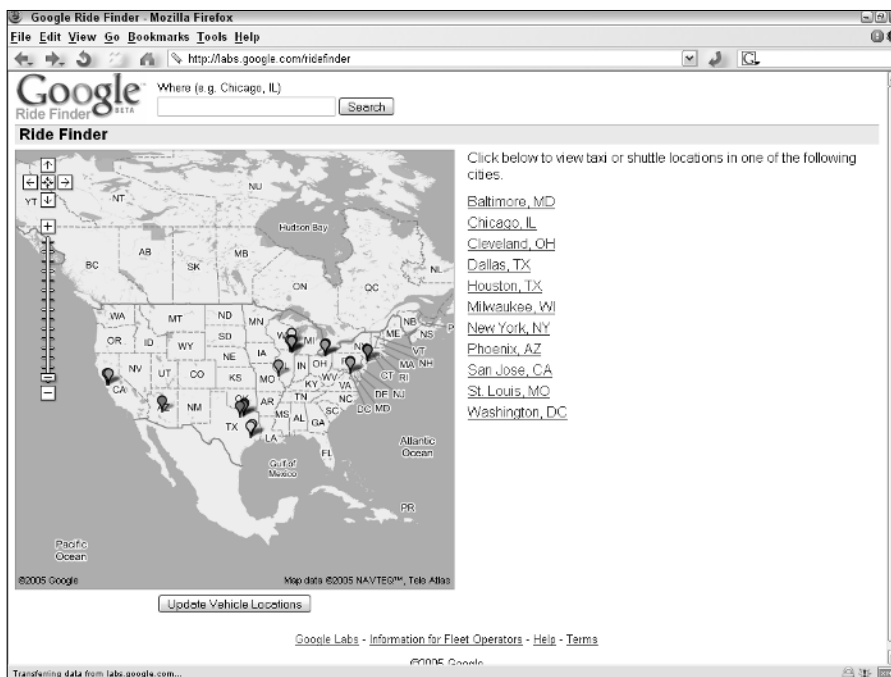 Google Ride Finder - Mozilla Firefox
File Edit View Go Bookmarks Tools Help
http://labs.google.com/ridefinder
G
Google
Ride Finder BETA
Where (e.g. Chicago, IL)
Search
Ride Finder
Click below to view taxi or shuttle locations in one of the following
cities.
Baltimore, MD
Chicago, IL
Cleveland, OH
Dallas, TX
Houston, TX
Milwaukee, WI
New York, NY
Phoenix, AZ
San Jose, CA
St. Louis, MO
Washington, DC
YT
NT
NU
Hudson Bay
BC
AB
SK
MB
ON
QC
NL
WA
MT
ND
MN
MI
NB
ME
NS
OR
ID
WY
SD
VT
NV
UT
CO
NE
IA
IN
OH
MA
NH
CA
KS
MO
KY
WV
VA
CT
RI
NM
AR
TN
NC
DE
NJ
TX
MS
AL
GA
SC
DC
MD
LA
FL
Atlantic
Ocean
Gulf of
Mexico
PR
Pacific
Ocean
©2005 Google
Map data ©2005 NAVTEQ™, Tele Atlas
Update Vehicle Locations
Google Labs - Information for Fleet Operators - Help - Terms
©2005 Google
Transferring data from labs.google.com...